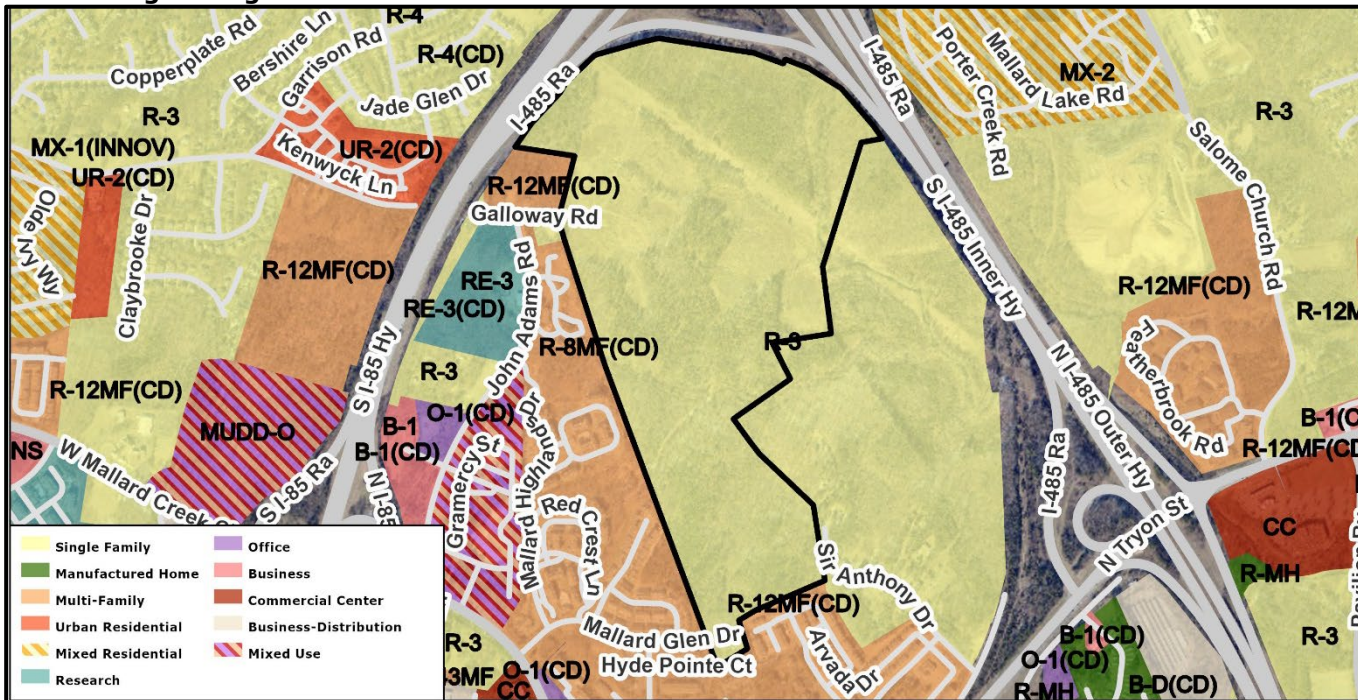 R-4
Copperplate Rd
Bershire Ln
Garrison Rd
R-4(CD)
Jade Glen Dr
I-485 Ra
I-485 Ra
Porter Creek Rd
Mallard Lake Rd
MX-2
R-3
R-3
MX-1(INNOV)
UR-2(CD)
UR-2(CD)
Kenwyck Ln
Olde Ivy Wy
Claybrooke Dr
R-12MF(CD)
R-12MF(CD)
Galloway Rd
RE-3
RE-3(CD)
John Adams Rd
R-8MF(CD)
R-3
S I-485 Inner Hy
Salome Church Rd
R-12MF(CD)
R-12M
Featherbrook Rd
N I-485 Outer Hy
R-3
R-12MF(CD)
S I-85 Hy
MUDD-O
B-1
B-1(CD)
O-1(CD)
Gramercy St
Mallard Highlands Dr
Red Crest Ln
NS
W Mallard Creek C
S I-85 Ra
N I-85
I-485 Ra
N Tryon St
B-1(C
R-12MF(CD
CC
R-MH
R-3
Sir Anthony Dr
R-12MF(CD)
Arvada Dr
Mallard Glen Dr
Hyde Pointe Ct
R-3
3MF
O-1(CD)
CC
B-1(CD)
O-1(CD)
R-MH
B-D(CD)
Single Family
Manufactured Home
Multi-Family
Urban Residential
Mixed Residential
Research
Office
Business
Commercial Center
Business-Distribution
Mixed Use